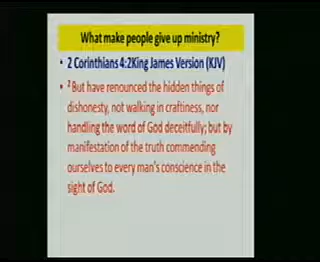 What make people give up ministry?
• 2 Corinthians 4:2King James Version (KJV)
• ² But have renounced the hidden things of
dishonesty, not walking in craftiness, nor
handling the word of God deceitfully; but by
manifestation of the truth commending
ourselves to every man's conscience in the
sight of God.